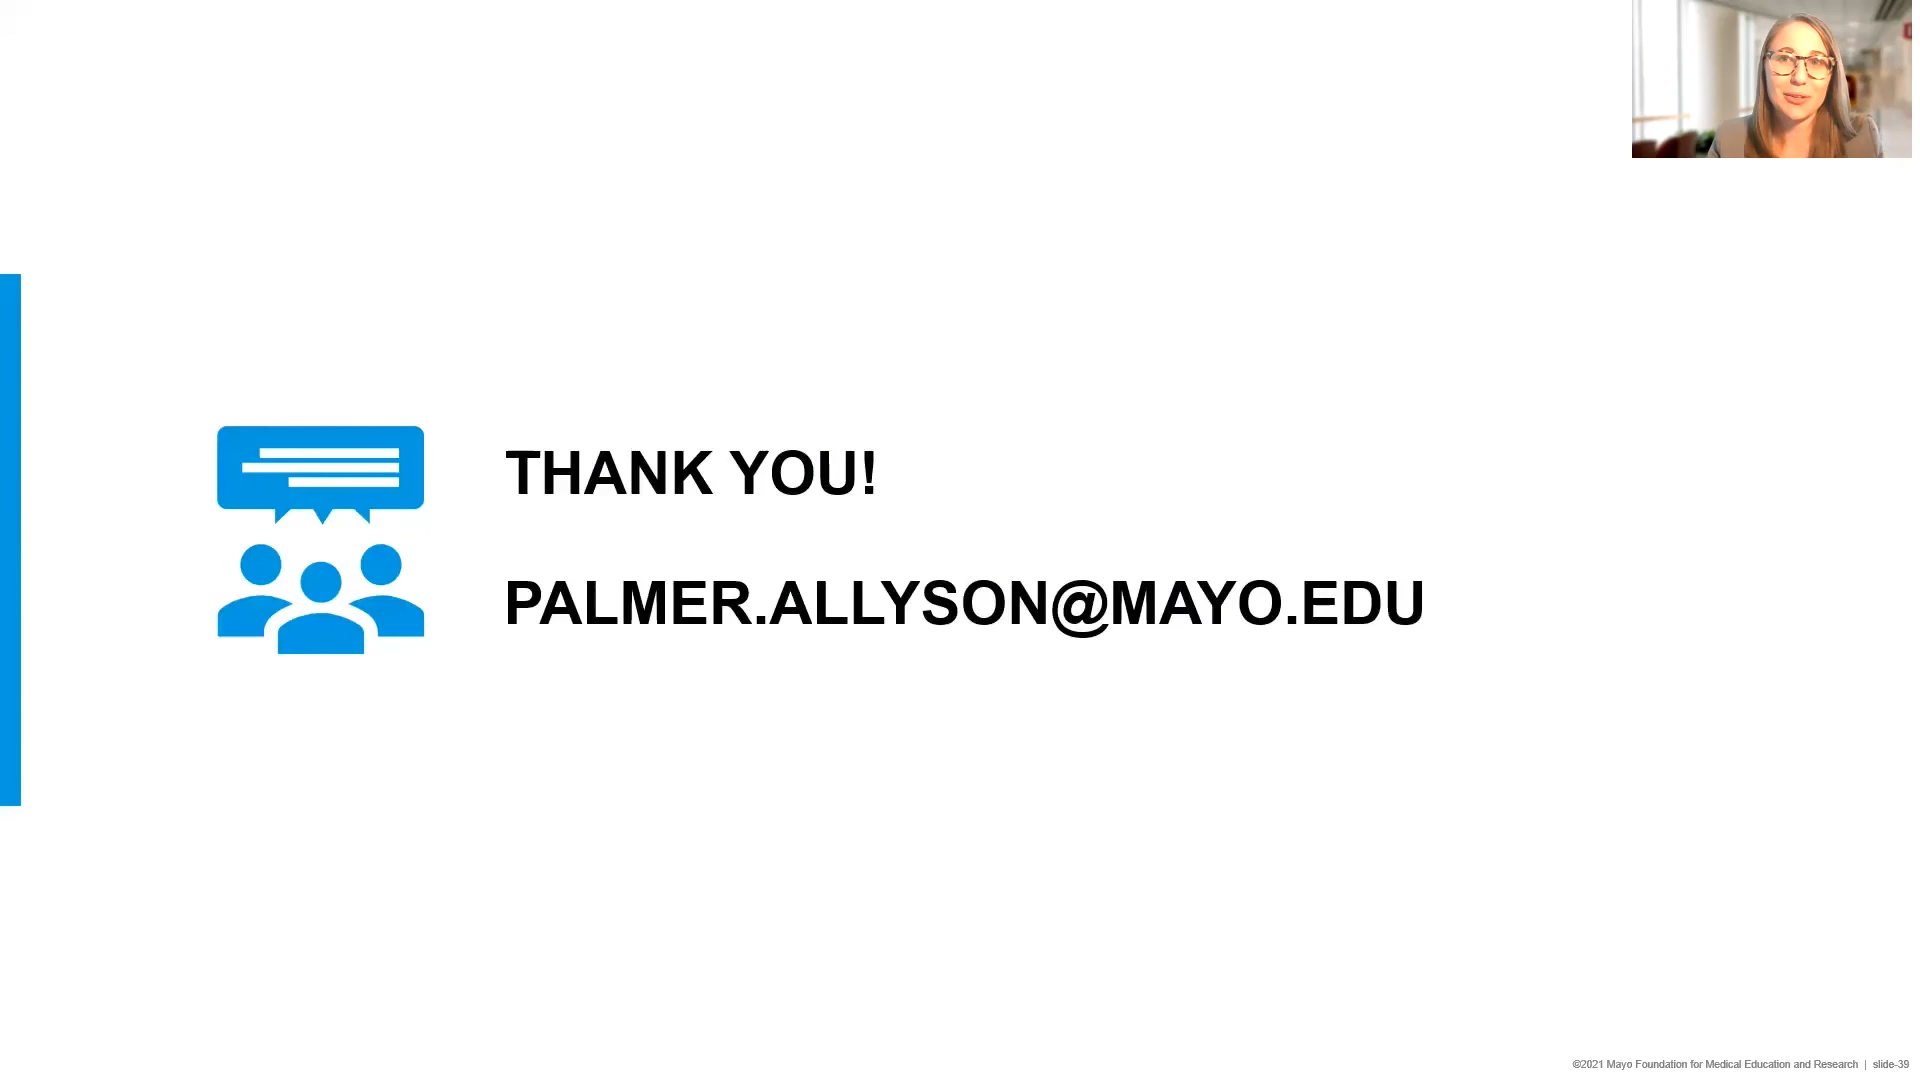 THANK YOU!
PALMER.ALLYSON@MAYO.EDU
©2021 Mayo Foundation for Medical Education and Research | slide-39